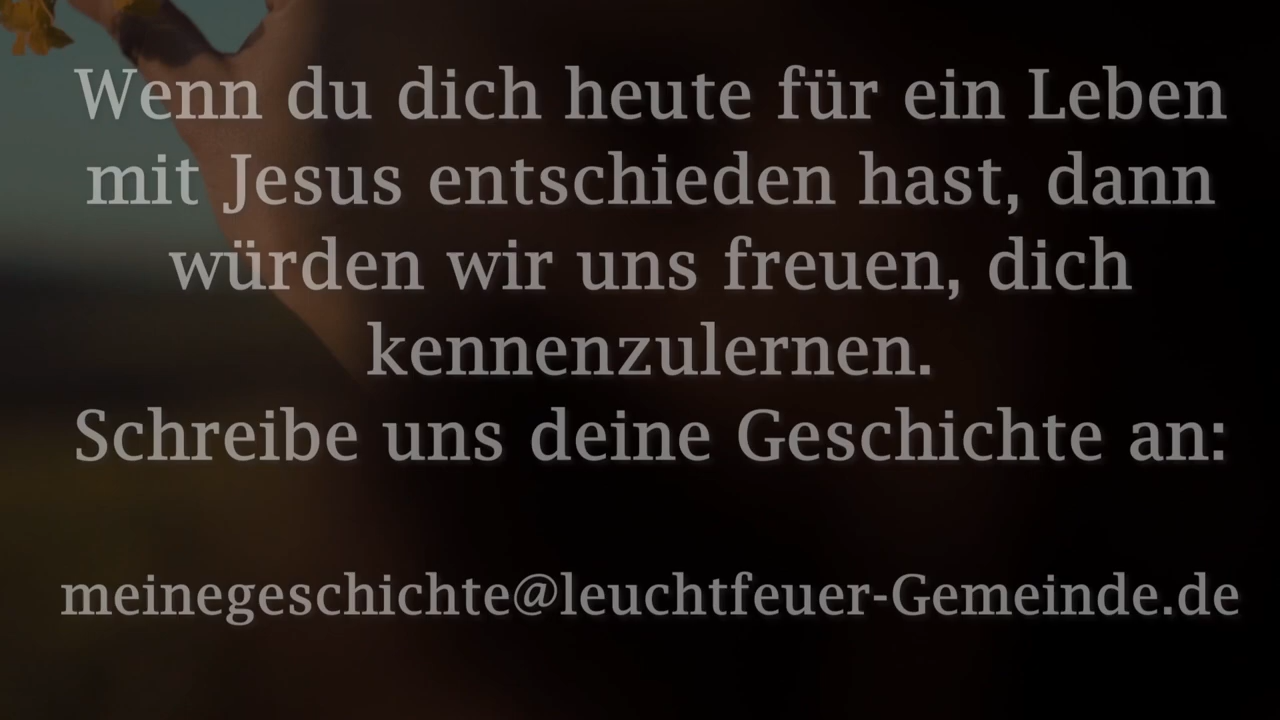 Wenn du dich heute für ein Leben
mit Jesus entschieden hast, dann
würden wir uns freuen, dich
kennenzulernen.
Schreibe uns deine Geschichte an:
meinegeschichte@leuchtfeuer-Gemeinde.de